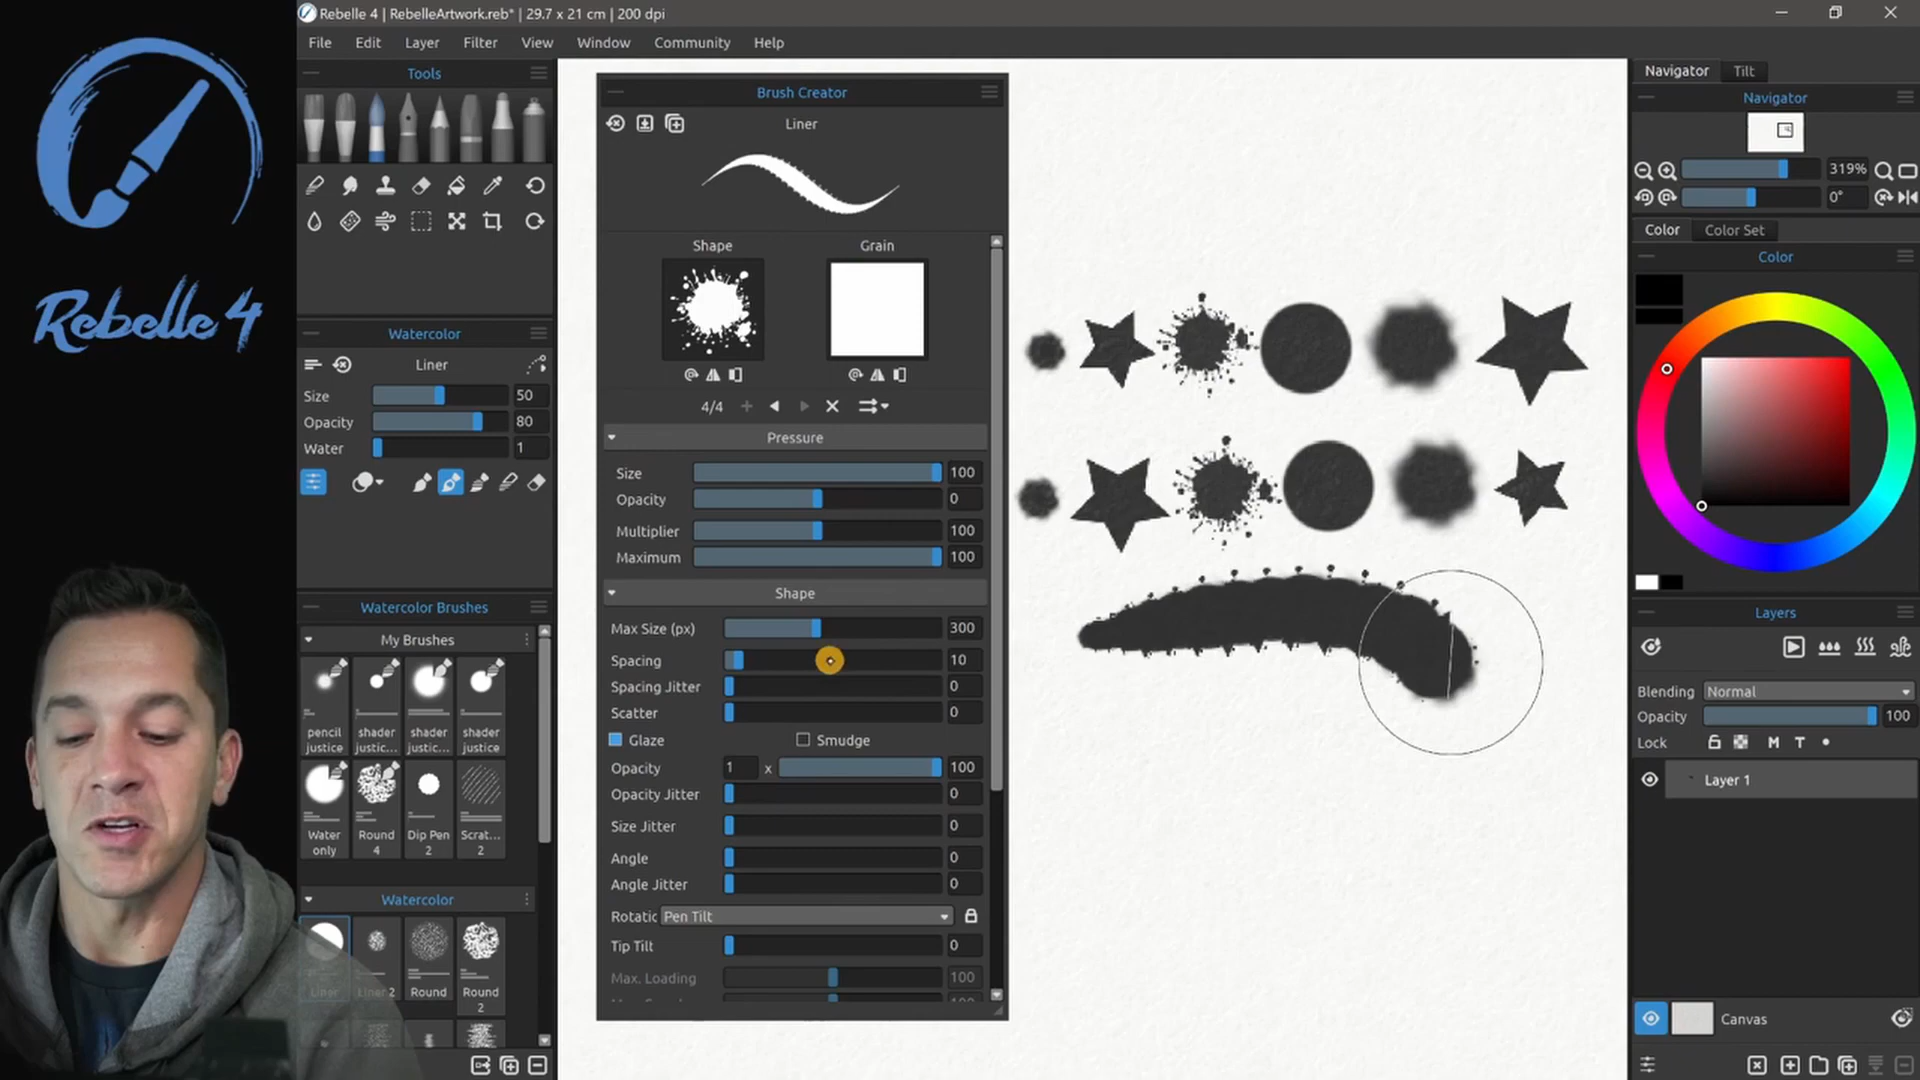 Rebelle 4 | RebelleArtwork.reb* | 29.7 x 21 cm | 200 dpi
File Edit Layer Filter View Window Community Help
Rebelle 4
Tools
Watercolor
Liner
Size 50
Opacity 80
Water 1
Watercolor Brushes
My Brushes
pencil justice
shader justic...
shader justic...
shader justice
Water only
Round 4
Dip Pen 2
Scrat... 2
Watercolor
Liner
Liner 2
Round
Round 2
Brush Creator
Liner
Shape Grain
4/4
Pressure
Size 100
Opacity 0
Multiplier 100
Maximum 100
Shape
Max Size (px) 300
Spacing 10
Spacing Jitter 0
Scatter 0
Glaze Smudge
Opacity 1 x 100
Opacity Jitter 0
Size Jitter 0
Angle 0
Angle Jitter 0
Rotatic Pen Tilt
Tip Tilt 0
Max. Loading 100
Navigator Tilt
Navigator
319%
0°
Color Color Set
Color
Layers
Blending Normal
Opacity 100
Lock M T
Layer 1
Canvas